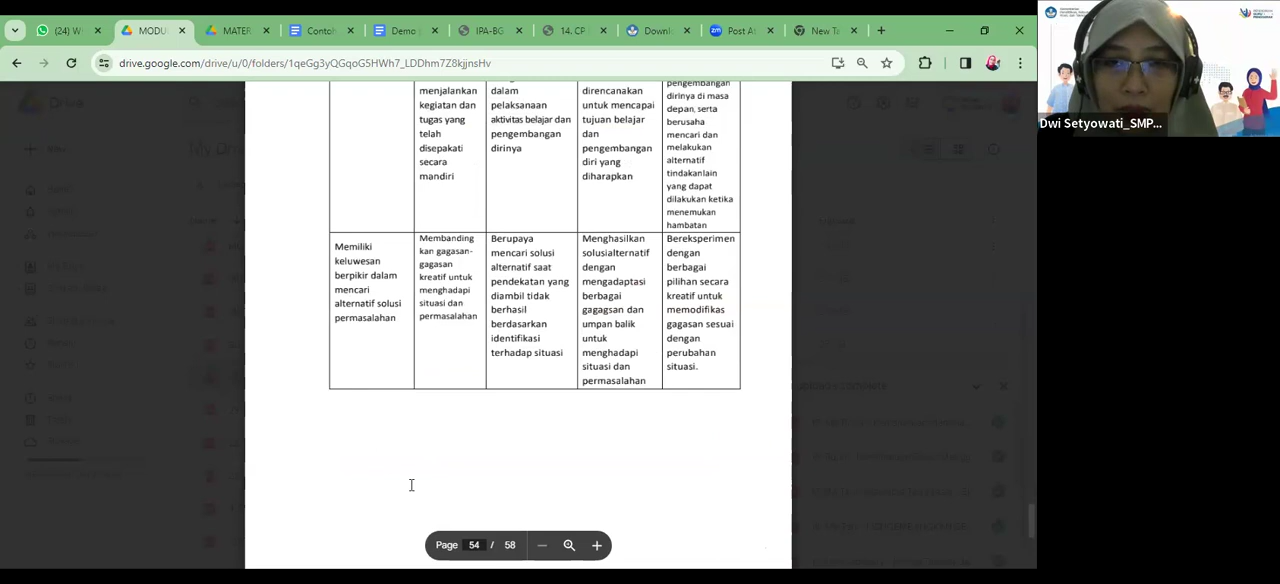 (24) W
MODU
MATER
Contol
Demo
IPA-BG
14. CP
Downl
Post At
New Ta
drive.google.com/drive/u/0/folders/1qeGg3yQGqoG5HWh7_LDDhm7Z8kjjnsHv
Dwi Setyowati_SMP...
menjalankan
kegiatan dan
tugas yang
telah
disepakati
secara
mandiri
dalam
pelaksanaan
aktivitas belajar dan
pengembangan
dirinya
direncanakan
untuk mencapai
tujuan belajar
dan
pengembangan
diri yang
diharapkan
pengembangan
dirinya di masa
depan, serta
berusaha
mencari dan
melakukan
alternatif
tindakanlain
yang dapat
dilakukan ketika
menemukan
hambatan
Memiliki
keluwesan
berpikir dalam
mencari
alternatif solusi
permasalahan
Membanding
kan gagasan-
gagasan
kreatif untuk
menghadapi
situasi dan
permasalahan
Berupaya
mencari solusi
alternatif saat
pendekatan yang
diambil tidak
berhasil
berdasarkan
identifikasi
terhadap situasi
Menghasilkan
solusialternatif
dengan
mengadaptasi
berbagai
gagagsan dan
umpan balik
untuk
menghadapi
situasi dan
permasalahan
Bereksperimen
dengan
berbagai
pilihan secara
kreatif untuk
memodifikas
gagasan sesuai
dengan
perubahan
situasi.
Page 54 / 58